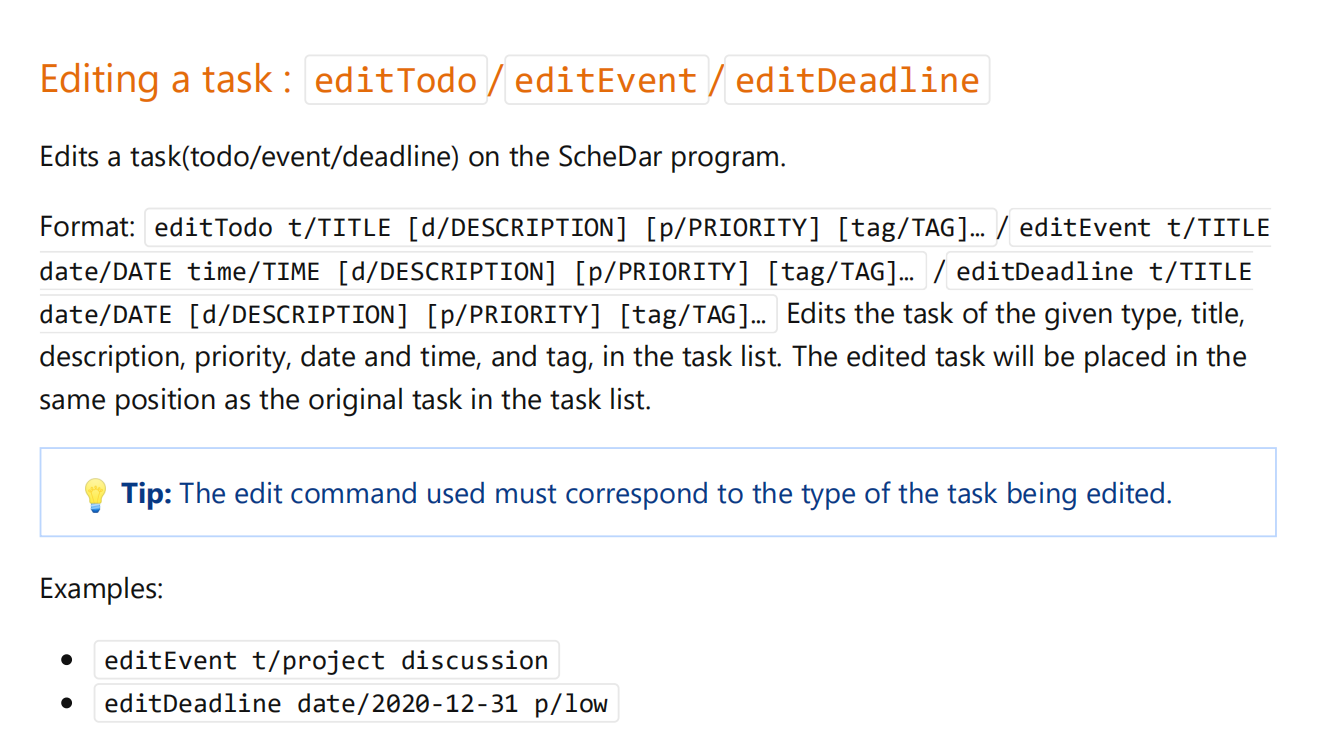 Editing a task : editTodo/editEvent/editDeadline
Edits a task(todo/event/deadline) on the ScheDar program.
Format: editTodo t/TITLE [d/DESCRIPTION] [p/PRIORITY] [tag/TAG]… /editEvent t/TITLE
date/DATE time/TIME [d/DESCRIPTION] [p/PRIORITY] [tag/TAG]… /editDeadline t/TITLE
date/DATE [d/DESCRIPTION] [p/PRIORITY] [tag/TAG]… Edits the task of the given type, title,
description, priority, date and time, and tag, in the task list. The edited task will be placed in the
same position as the original task in the task list.
💡 Tip: The edit command used must correspond to the type of the task being edited.
Examples:
• editEvent t/project discussion
• editDeadline date/2020-12-31 p/low